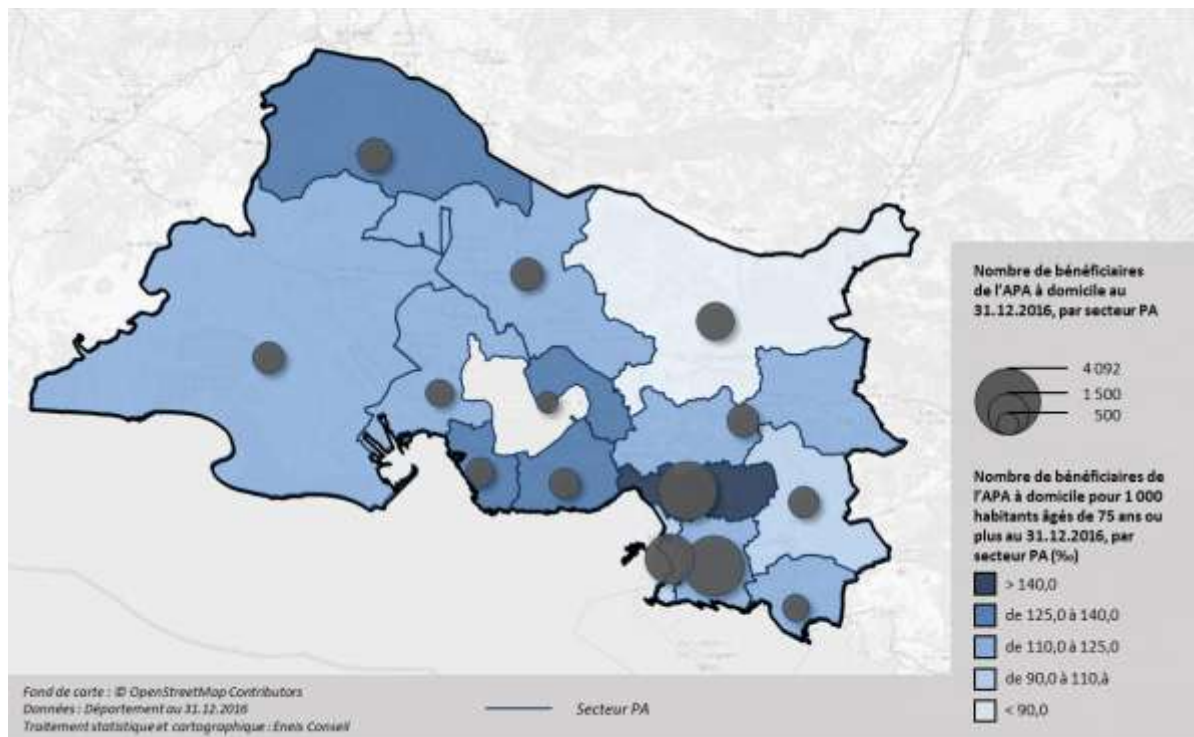 Nombre de bénéficiaires
de l'APA à domicile au
31.12.2016, par secteur PA
4 092
1 500
500
Nombre de bénéficiaires de
l'APA à domicile pour 1 000
habitants âgés de 75 ans ou
plus au 31.12.2016, par
secteur PA (‰)
> 140,0
de 125,0 à 140,0
de 110,0 à 125,0
de 90,0 à 110,à
< 90,0
Fond de carte : © OpenStreetMap Contributors
Données : Département au 31.12.2016
Traitement statistique et cartographique : Eneis Conseil
Secteur PA